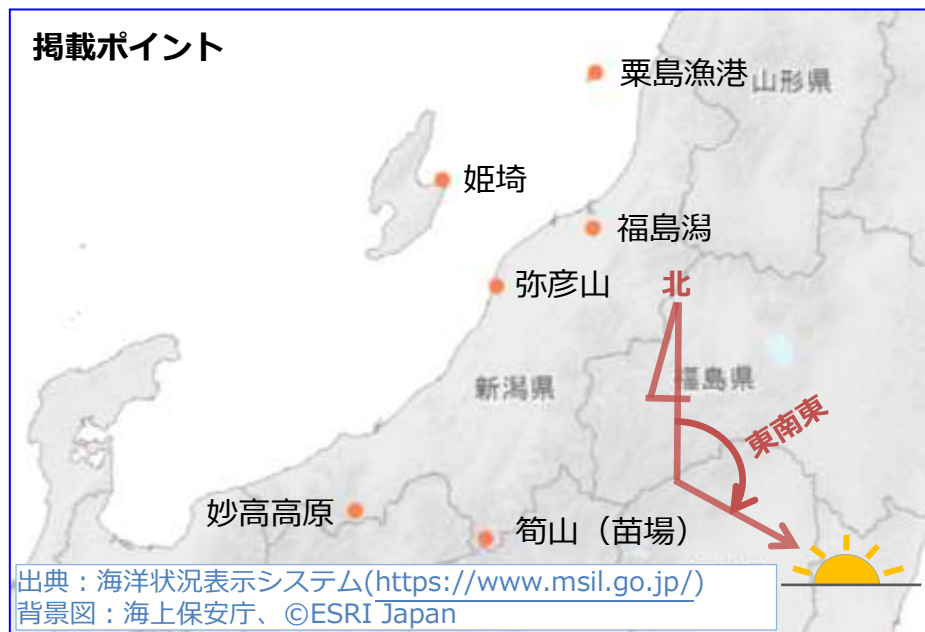 掲載ポイント
粟島漁港
山形県
姫埼
福島潟
弥彦山
北
新潟県
福島県
東南東
妙高高原
筍山（苗場）
出典：海洋状況表示システム(https://www.msil.go.jp/)
背景図：海上保安庁、©ESRI Japan